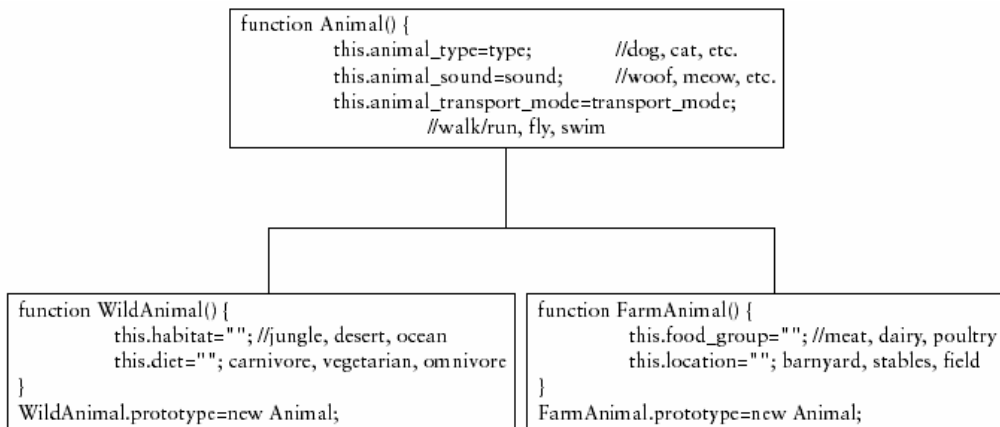 function Animal() {
this.animal_type=type; //dog, cat, etc.
this.animal_sound=sound; //woof, meow, etc.
this.animal_transport_mode=transport_mode;
//walk/run, fly, swim
function WildAnimal() {
this.habitat=""; //jungle, desert, ocean
this.diet=""; carnivore, vegetarian, omnivore
}
WildAnimal.prototype=new Animal;
function FarmAnimal() {
this.food_group=""; //meat, dairy, poultry
this.location=""; barnyard, stables, field
}
FarmAnimal.prototype=new Animal;